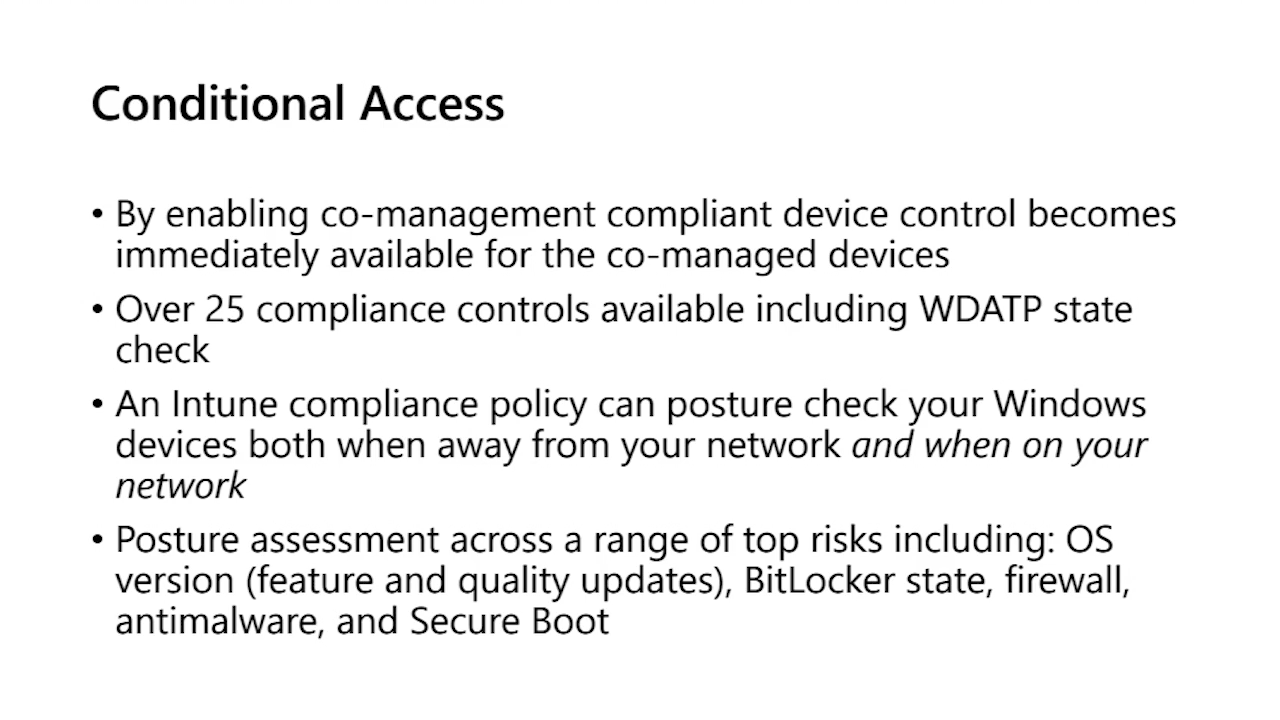 Conditional Access
• By enabling co-management compliant device control becomes
immediately available for the co-managed devices
• Over 25 compliance controls available including WDATP state
check
• An Intune compliance policy can posture check your Windows
devices both when away from your network and when on your
network
• Posture assessment across a range of top risks including: OS
version (feature and quality updates), BitLocker state, firewall,
antimalware, and Secure Boot